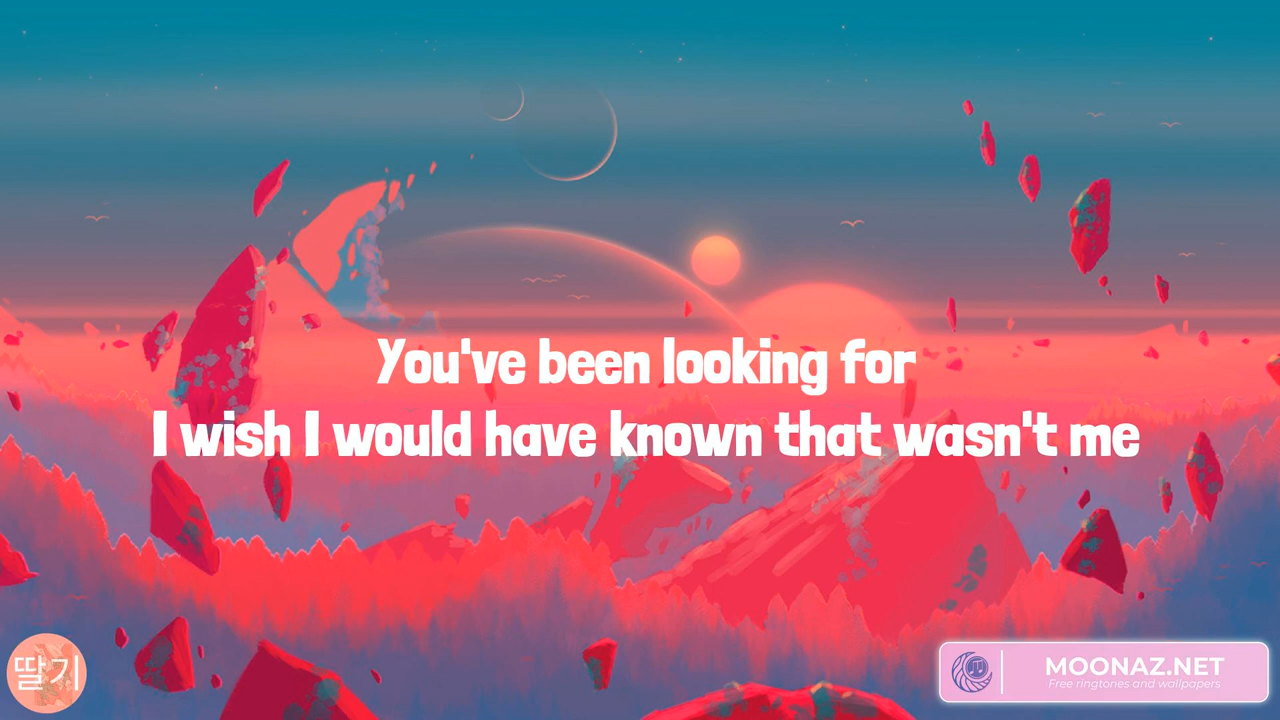 You've been looking for
I wish I would have known that wasn't me
딸기
MOONAZ.NET
Free ringtones and wallpapers